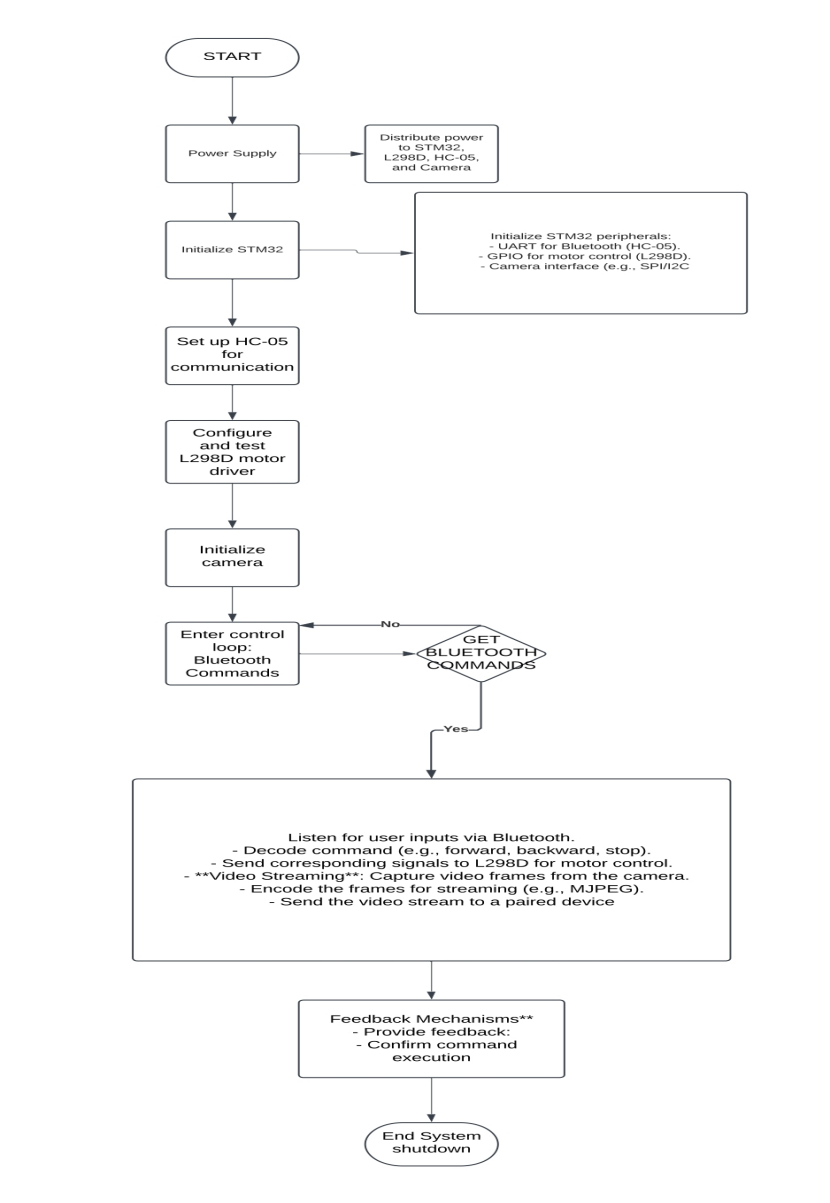 START
Power Supply
Distribute power
to STM32,
L298D, HC-05,
and Camera
Initialize STM32
Initialize STM32 peripherals:
- UART for Bluetooth (HC-05).
- GPIO for motor control (L298D).
- Camera interface (e.g., SPI/I2C
Set up HC-05
for
communication
Configure
and test
L298D motor
driver
Initialize
camera
Enter control
loop:
Bluetooth
Commands
No
GET
BLUETOOTH
COMMANDS
Yes
Listen for user inputs via Bluetooth.
- Decode command (e.g., forward, backward, stop).
- Send corresponding signals to L298D for motor control.
- **Video Streaming**: Capture video frames from the camera.
- Encode the frames for streaming (e.g., MJPEG).
- Send the video stream to a paired device
Feedback Mechanisms**
- Provide feedback:
- Confirm command
execution
End System
shutdown